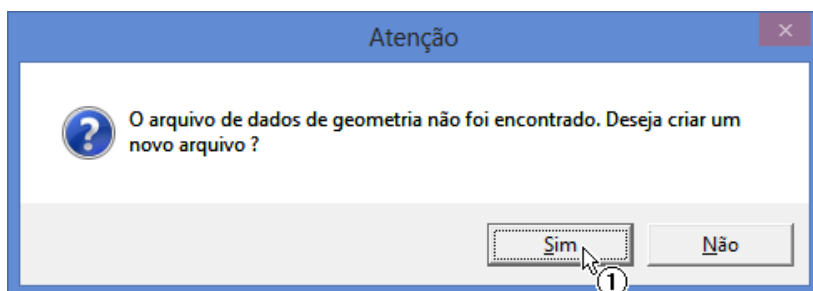 Atenção
O arquivo de dados de geometria não foi encontrado. Deseja criar um
novo arquivo ?
Sim
Não
1